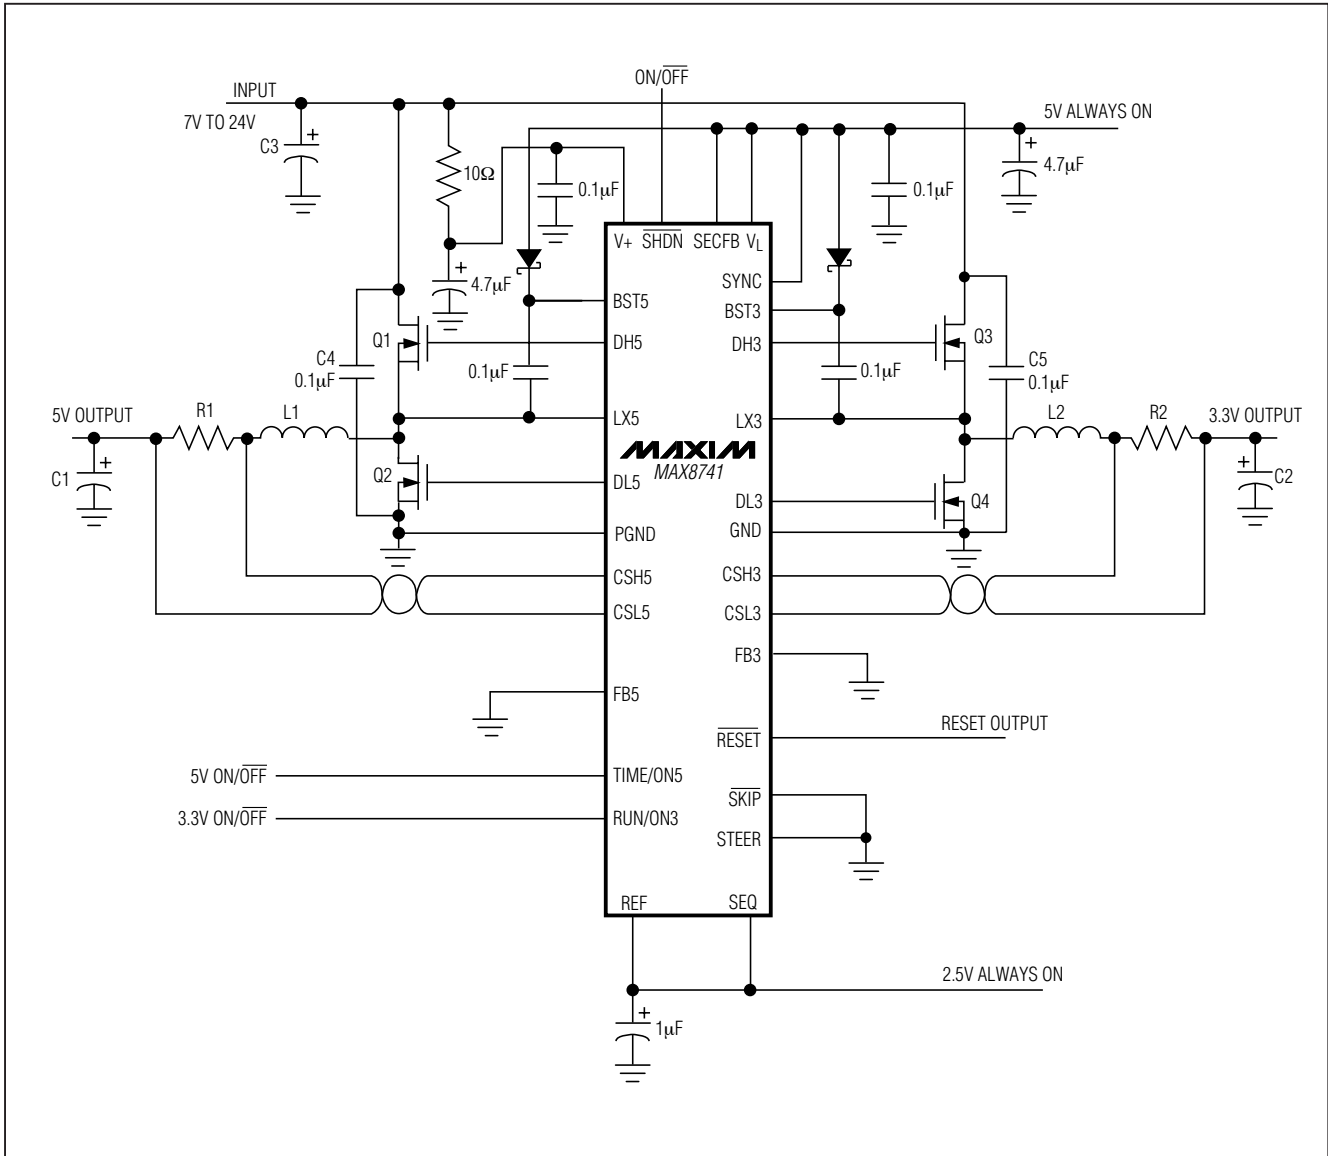 ON/OFF
INPUT
7V TO 24V
5V ALWAYS ON
C3
+
10Ω
0.1µF
0.1µF
+
4.7µF
V+
SHDN
SECFB
VL
+
4.7µF
SYNC
BST5
BST3
Q1
DH5
DH3
Q3
C4
0.1µF
0.1µF
0.1µF
C5
0.1µF
5V OUTPUT
R1
L1
LX5
LX3
L2
R2
3.3V OUTPUT
MAXIM
MAX8741
C1
+
Q2
DL5
DL3
Q4
+
C2
PGND
GND
CSH5
CSH3
CSL5
CSL3
FB3
FB5
RESET
RESET OUTPUT
5V ON/OFF
TIME/ON5
SKIP
3.3V ON/OFF
RUN/ON3
STEER
REF
SEQ
2.5V ALWAYS ON
+
1µF